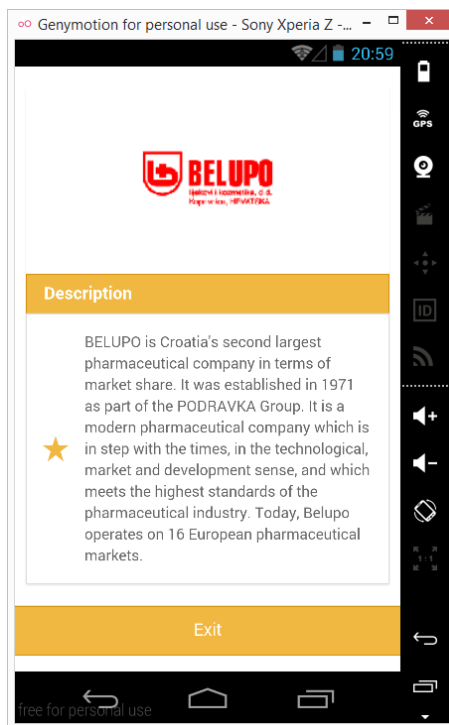 Genymotion for personal use - Sony Xperia Z -...
20:59
GPS
BELUPO
lijekovi i kozmetika, d.d.
Koprivnica, HRVATSKA
Description
ID
BELUPO is Croatia's second largest
pharmaceutical company in terms of
market share. It was established in 1971
as part of the PODRAVKA Group. It is a
modern pharmaceutical company which is
in step with the times, in the technological,
market and development sense, and which
meets the highest standards of the
pharmaceutical industry. Today, Belupo
operates on 16 European pharmaceutical
markets.
1:1
Exit
free for personal use